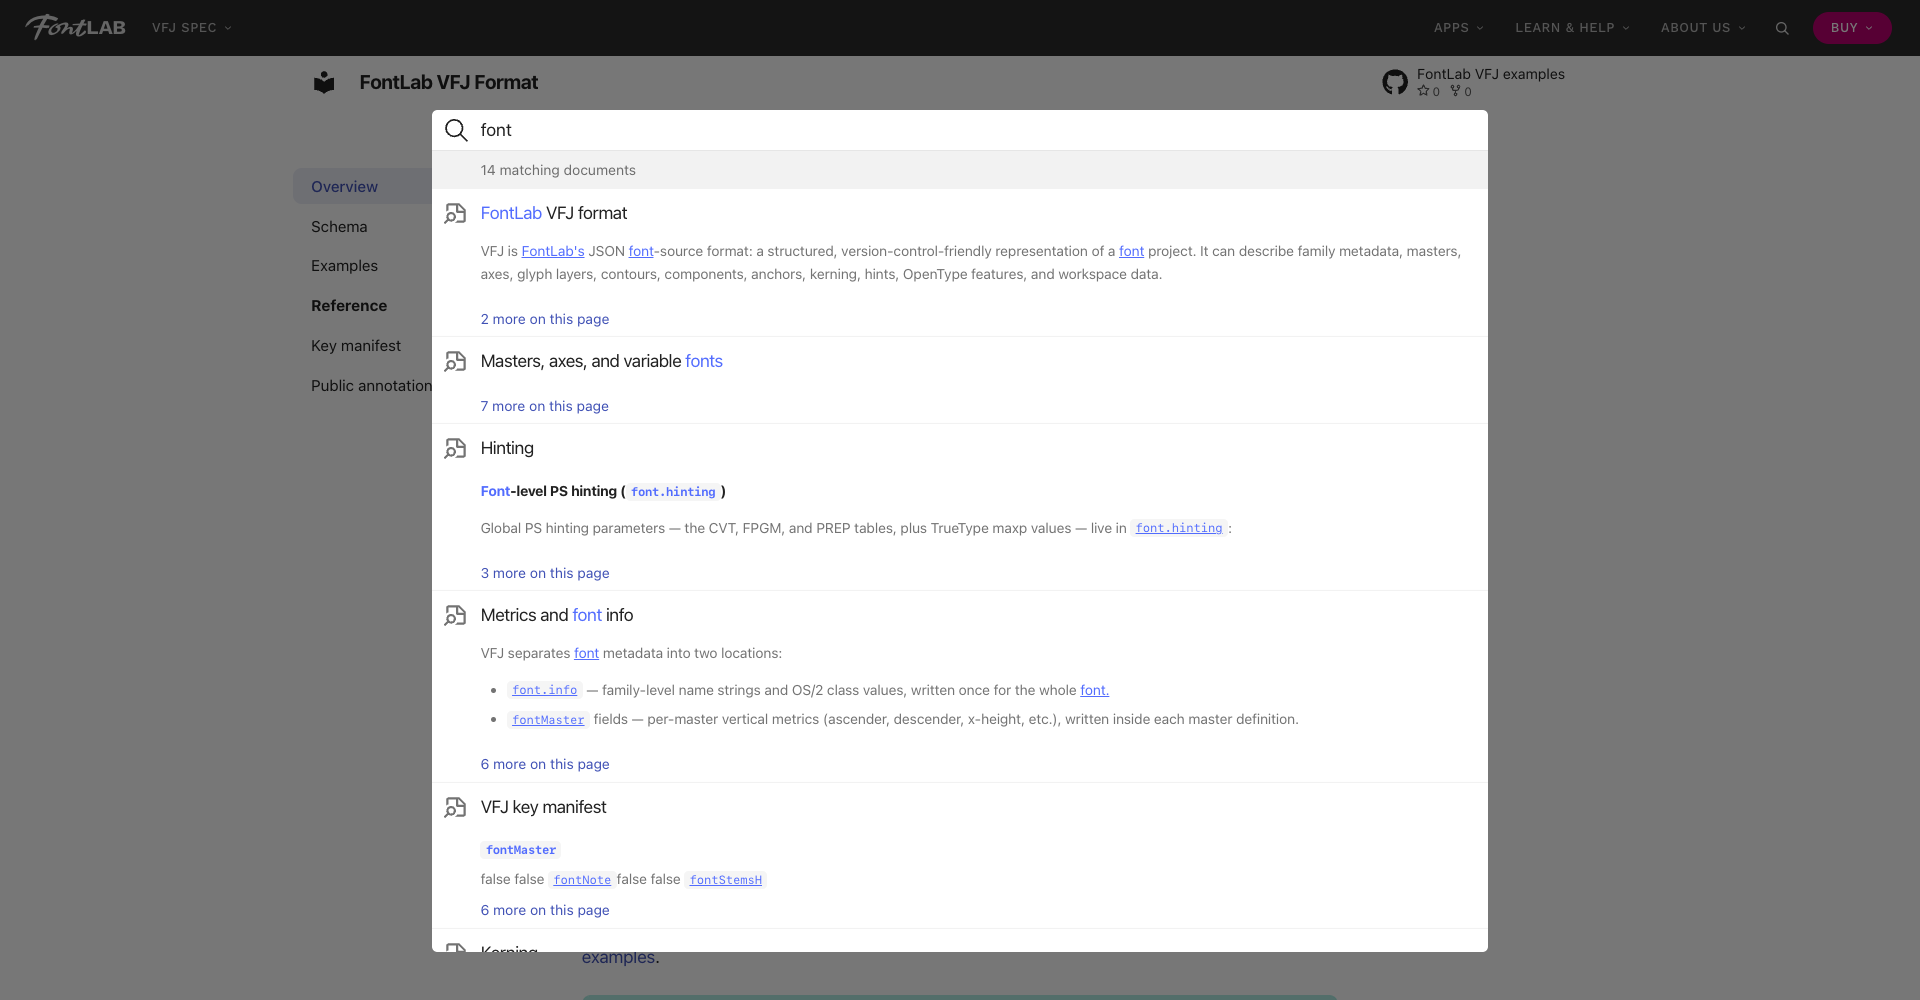 FontLAB VFJ SPEC APPS LEARN & HELP ABOUT US BUY
FontLab VFJ Format
FontLab VFJ examples
0 0
font
14 matching documents
Overview
Schema
Examples
Reference
Key manifest
Public annotation
FontLab VFJ format
VFJ is FontLab's JSON font-source format: a structured, version-control-friendly representation of a font project. It can describe family metadata, masters,
axes, glyph layers, contours, components, anchors, kerning, hints, OpenType features, and workspace data.
2 more on this page
Masters, axes, and variable fonts
7 more on this page
Hinting
Font-level PS hinting ( font.hinting )
Global PS hinting parameters — the CVT, FPGM, and PREP tables, plus TrueType maxp values — live in font.hinting :
3 more on this page
Metrics and font info
VFJ separates font metadata into two locations:
• font.info — family-level name strings and OS/2 class values, written once for the whole font.
• fontMaster fields — per-master vertical metrics (ascender, descender, x-height, etc.), written inside each master definition.
6 more on this page
VFJ key manifest
fontMaster
false false fontNote false false fontStemsH
6 more on this page
Kerning
examples.